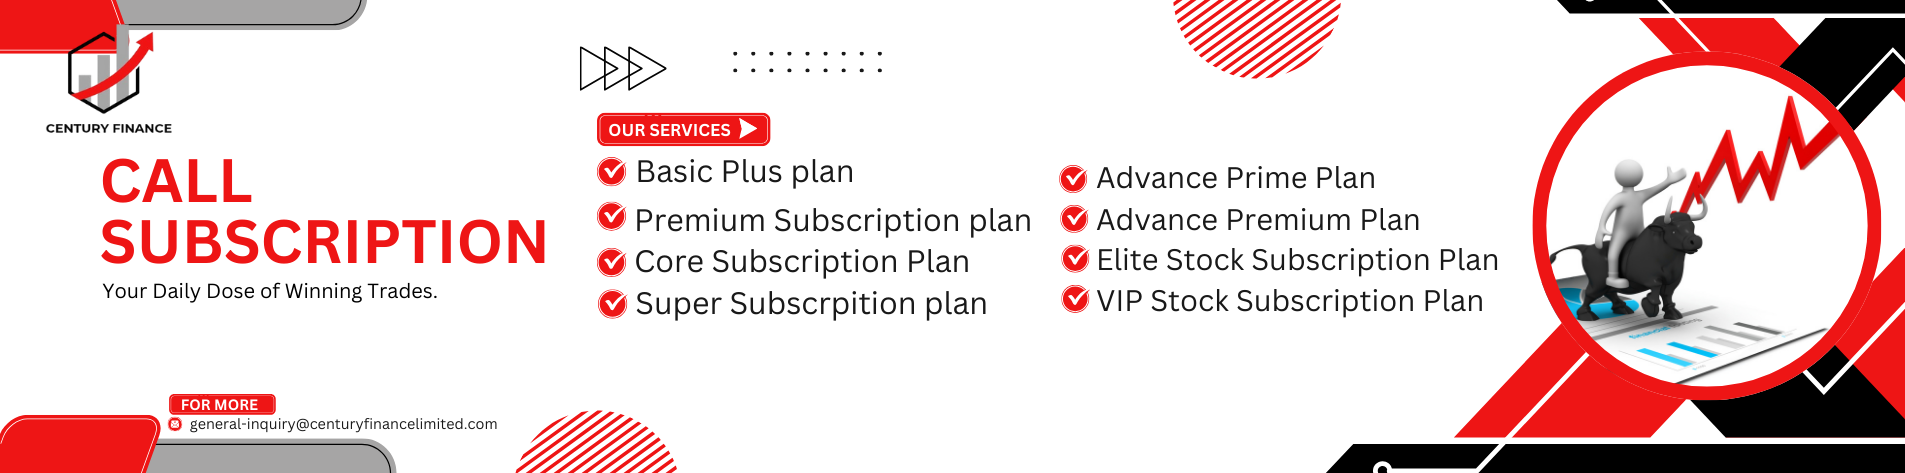 CENTURY FINANCE
CALL
SUBSCRIPTION
Your Daily Dose of Winning Trades.
OUR SERVICES
Basic Plus plan
Premium Subscription plan
Core Subscription Plan
Super Subscrpition plan
Advance Prime Plan
Advance Premium Plan
Elite Stock Subscription Plan
VIP Stock Subscription Plan
FOR MORE
general-inquiry@centuryfinancelimited.com